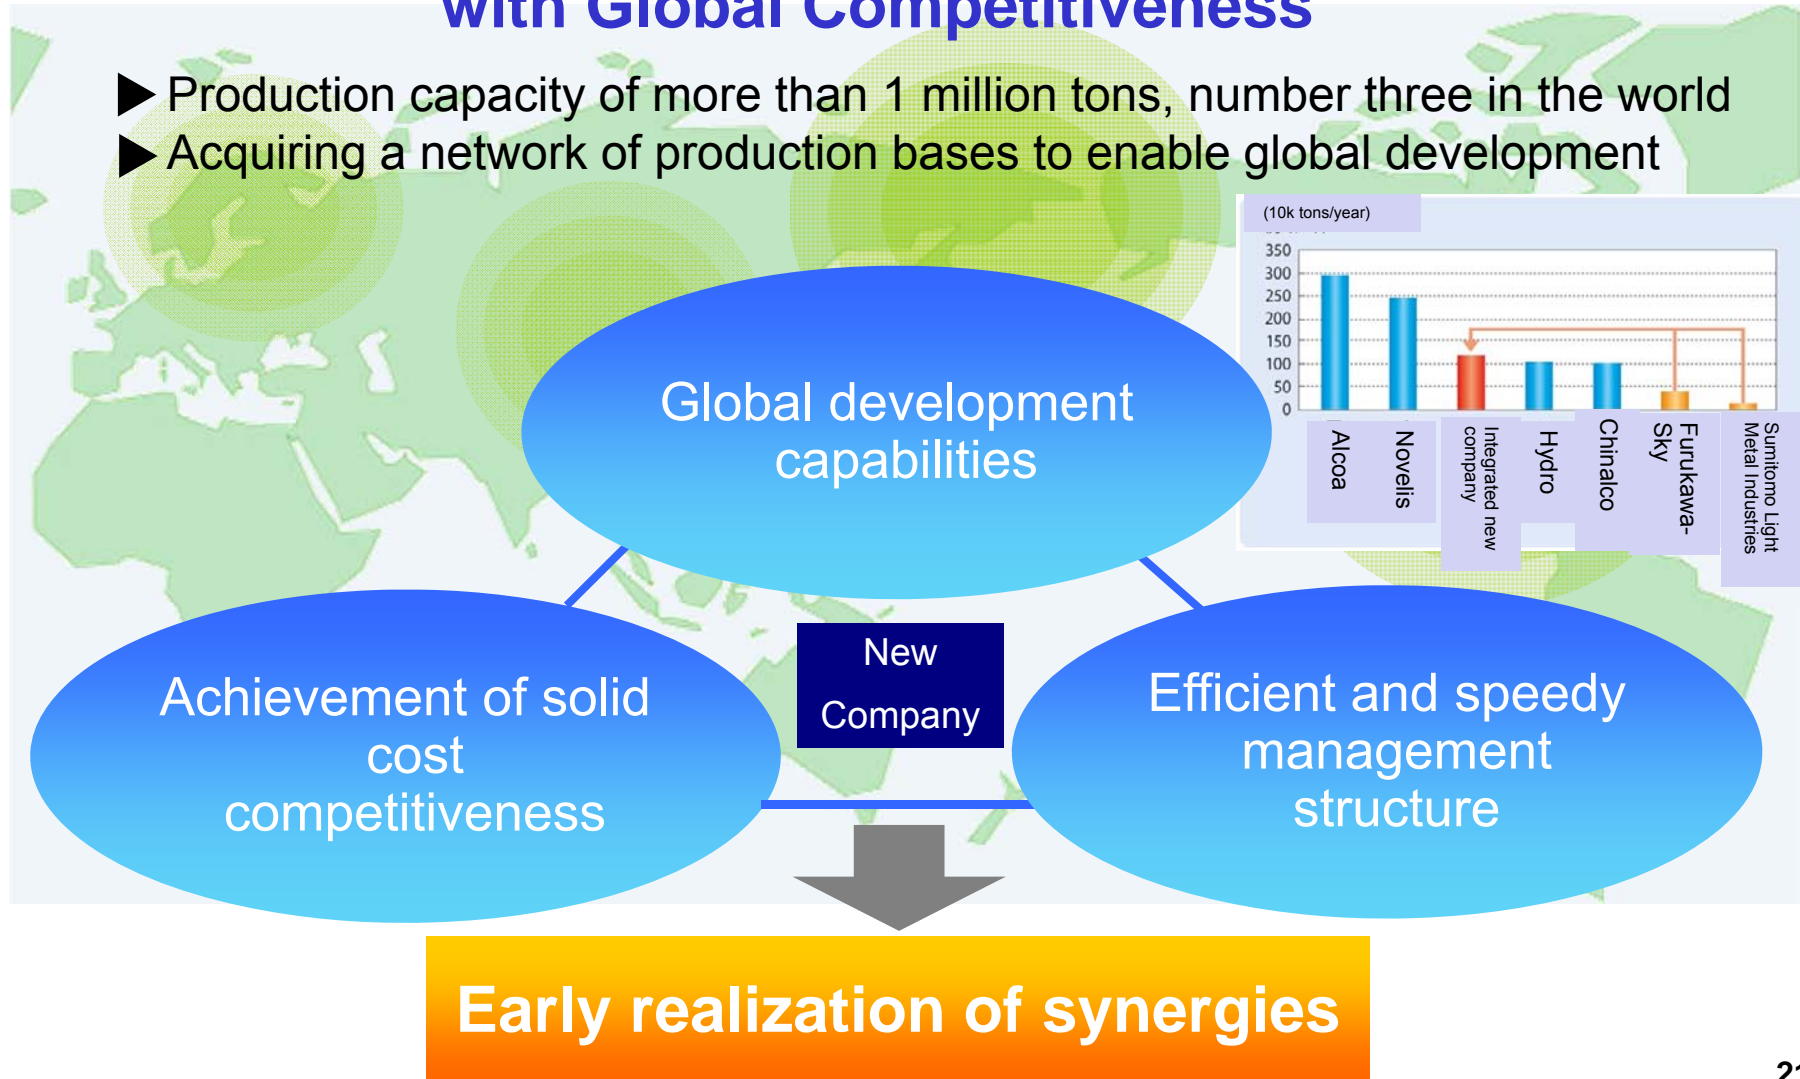 with Global Competitiveness
▶ Production capacity of more than 1 million tons, number three in the world
▶ Acquiring a network of production bases to enable global development
(10k tons/year)
350
300
250
200
150
100
50
0
Alcoa
Novelis
Integrated new
company
Hydro
Chinalco
Furukawa-
Sky
Sumitomo Light
Metal Industries
Global development
capabilities
Achievement of solid
cost
competitiveness
New
Company
Efficient and speedy
management
structure
Early realization of synergies
21